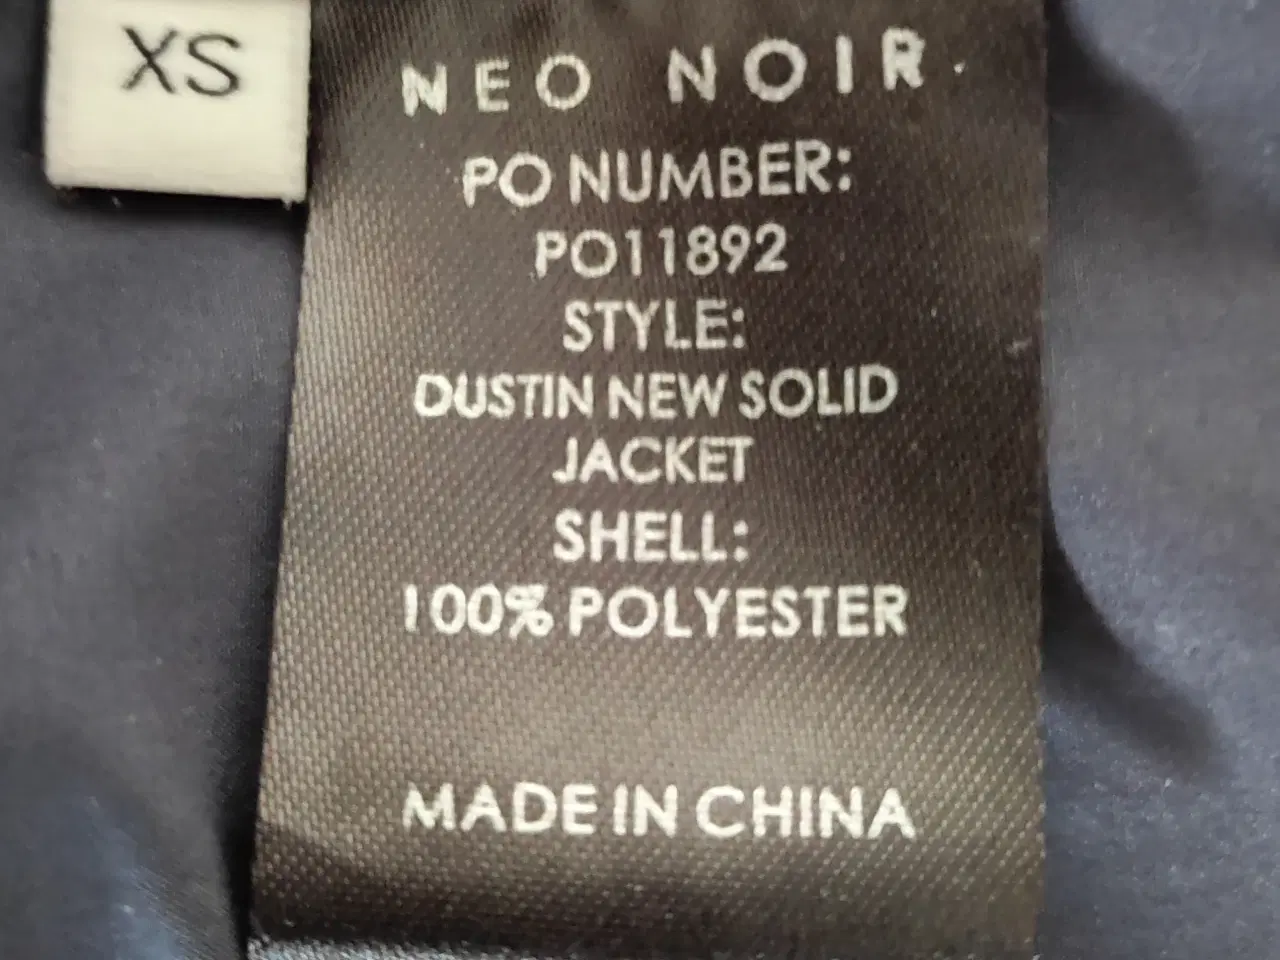 XS
NEO NOIR
PO NUMBER:
PO11892
STYLE:
DUSTIN NEW SOLID
JACKET
SHELL:
100% POLYESTER
MADE IN CHINA